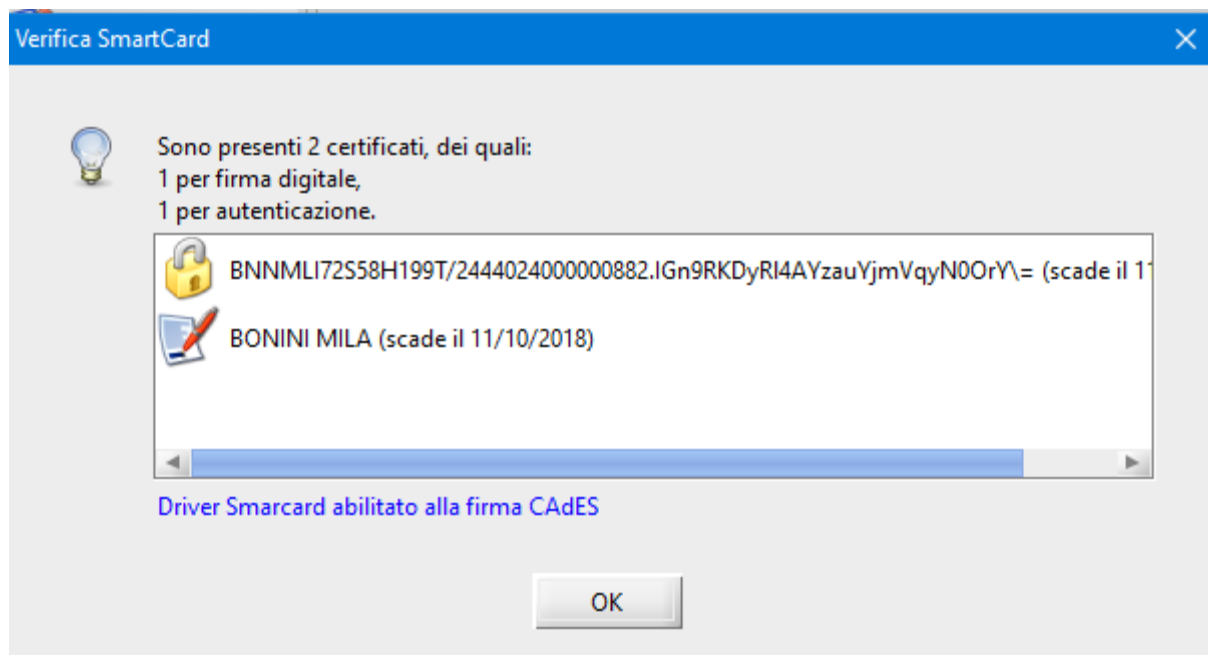 Verifica SmartCard
Sono presenti 2 certificati, dei quali:
1 per firma digitale,
1 per autenticazione.
BNNMLI72S58H199T/2444024000000882.IGn9RKDyRI4AYzauYjmVqyN0OrY\= (scade il 11
BONINI MILA (scade il 11/10/2018)
Driver Smarcard abilitato alla firma CAdES
OK